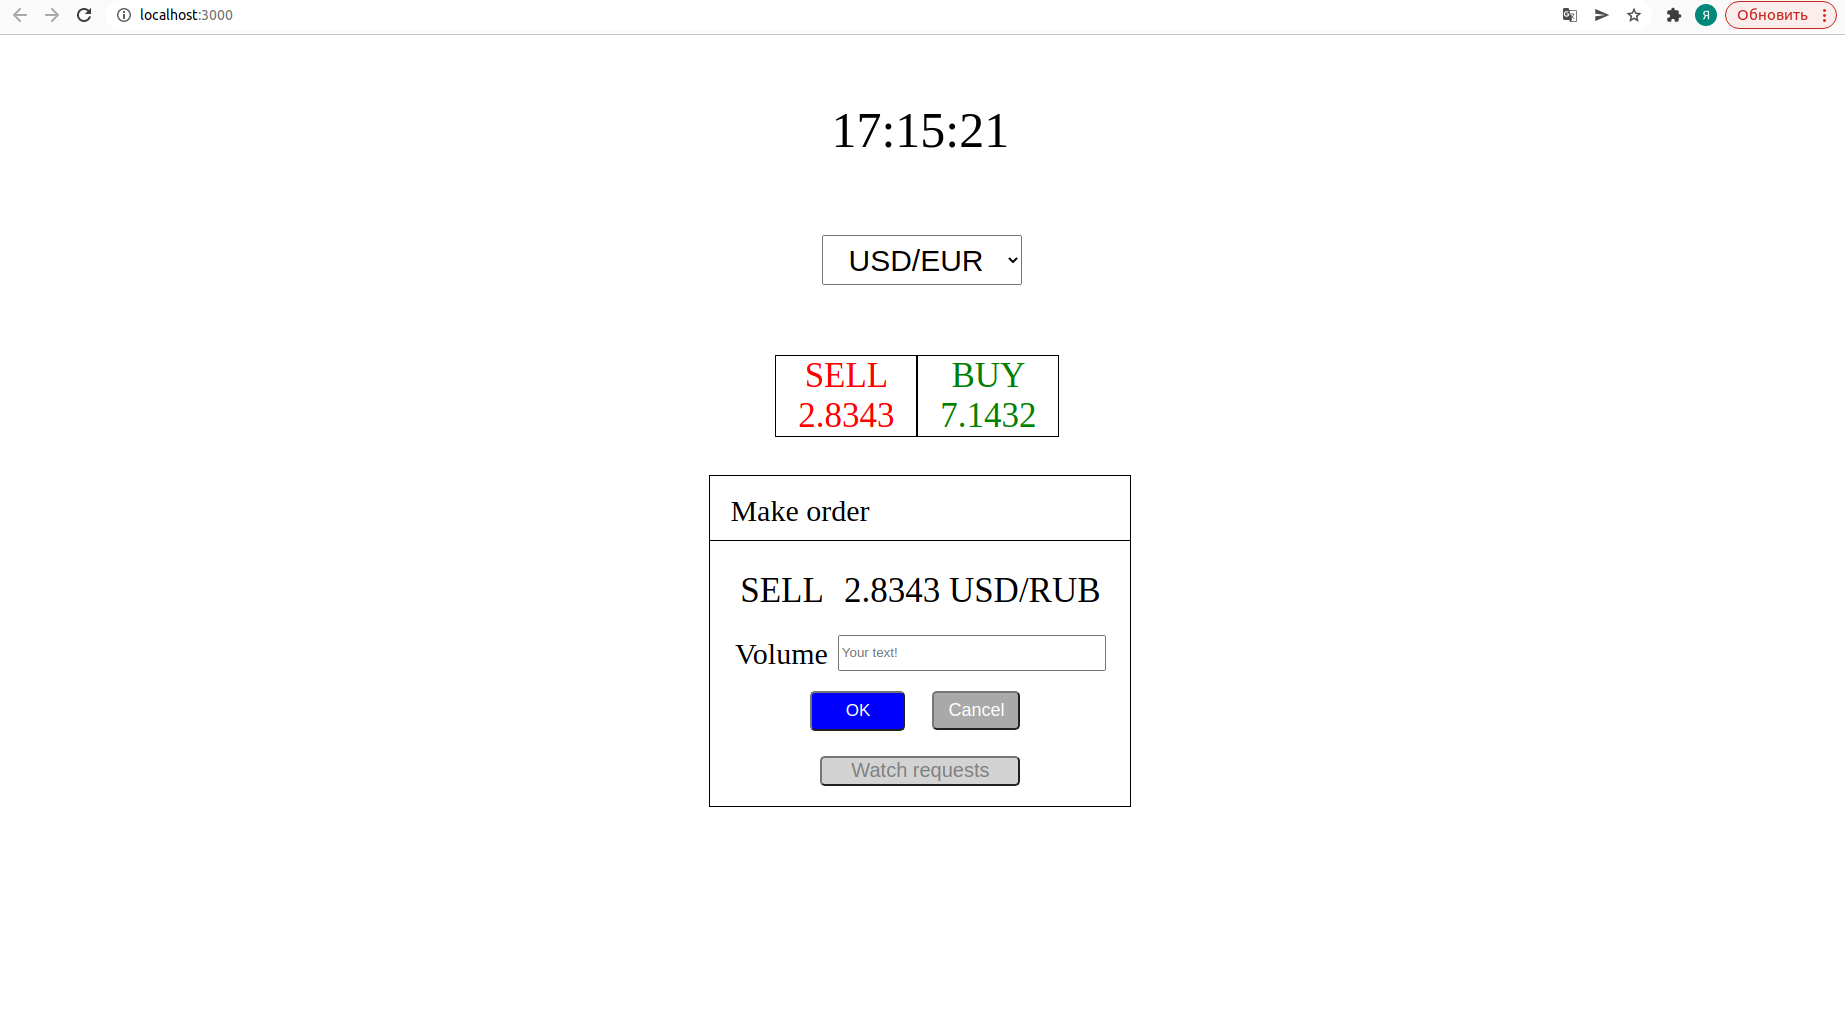 localhost:3000
Я
Обновить
17:15:21
USD/EUR
SELL BUY
2.8343 7.1432
Make order
SELL 2.8343 USD/RUB
Volume Your text!
OK Cancel
Watch requests